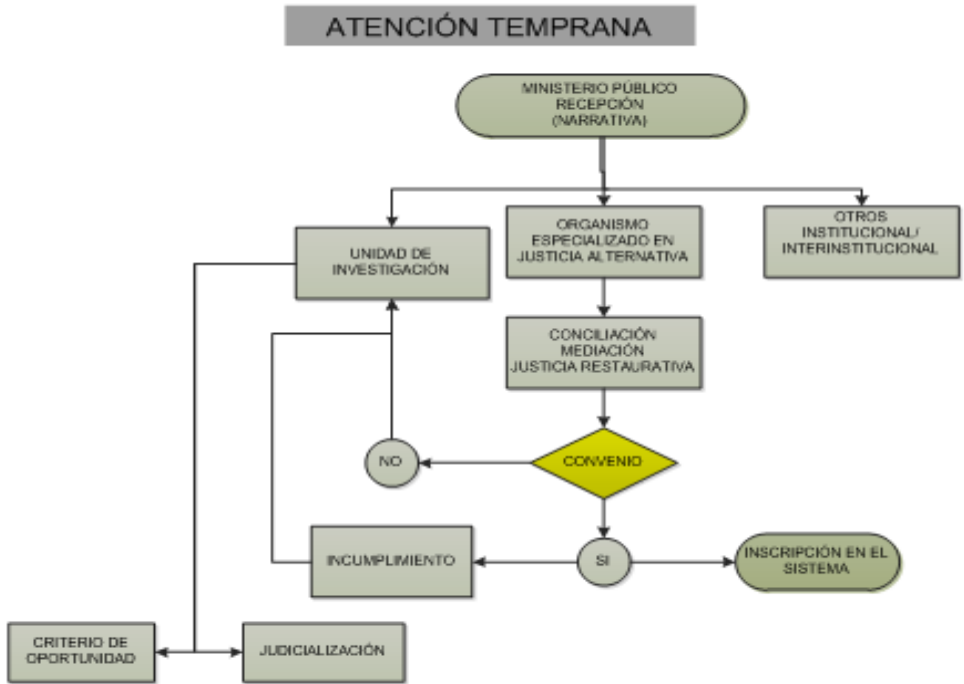 ATENCIÓN TEMPRANA
MINISTERIO PÚBLICO
RECEPCIÓN
(NARRATIVA)
UNIDAD DE
INVESTIGACIÓN
ORGANISMO
ESPECIALIZADO EN
JUSTICIA ALTERNATIVA
OTROS
INSTITUCIONAL/
INTERINSTITUCIONAL
CONCILIACIÓN
MEDIACIÓN
JUSTICIA RESTAURATIVA
NO
CONVENIO
INCUMPLIMIENTO
SI
INSCRIPCIÓN EN EL
SISTEMA
CRITERIO DE
OPORTUNIDAD
JUDICIALIZACIÓN